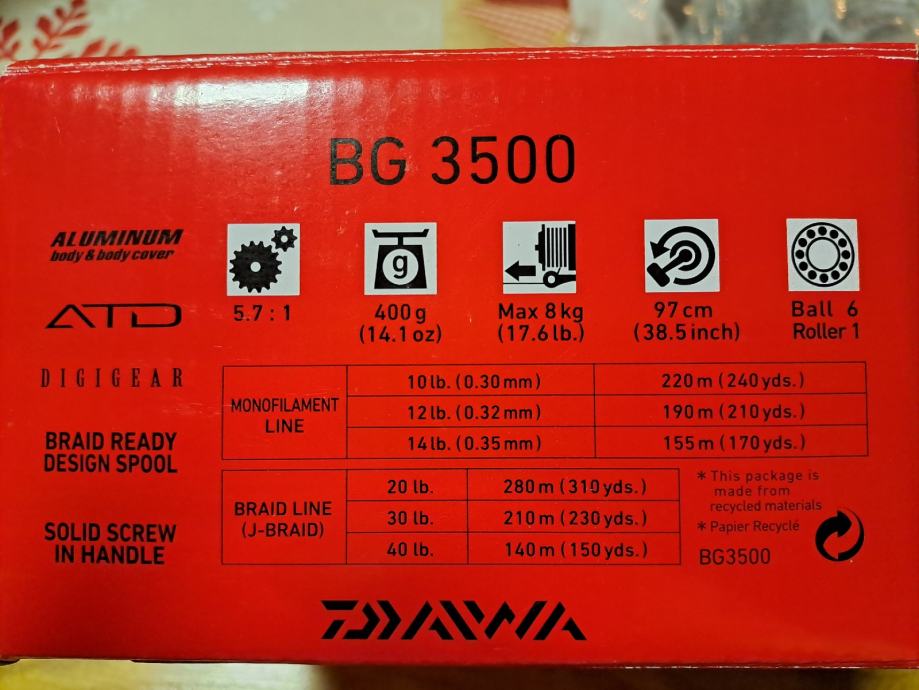 BG 3500
ALUMINUM
body & body cover
ATD
DIGIGEAR
BRAID READY
DESIGN SPOOL
SOLID SCREW
IN HANDLE
5.7 : 1
g
400 g
(14.1 oz)
Max 8 kg
(17.6 lb.)
97 cm
(38.5 inch)
Ball 6
Roller 1
MONOFILAMENT
LINE
10 lb. (0.30 mm) 220 m (240 yds.)
12 lb. (0.32 mm) 190 m (210 yds.)
14 lb. (0.35 mm) 155 m (170 yds.)
BRAID LINE
(J-BRAID)
20 lb. 280 m (310 yds.)
30 lb. 210 m (230 yds.)
40 lb. 140 m (150 yds.)
* This package is
made from
recycled materials
* Papier Recyclé
BG3500
DAIWA